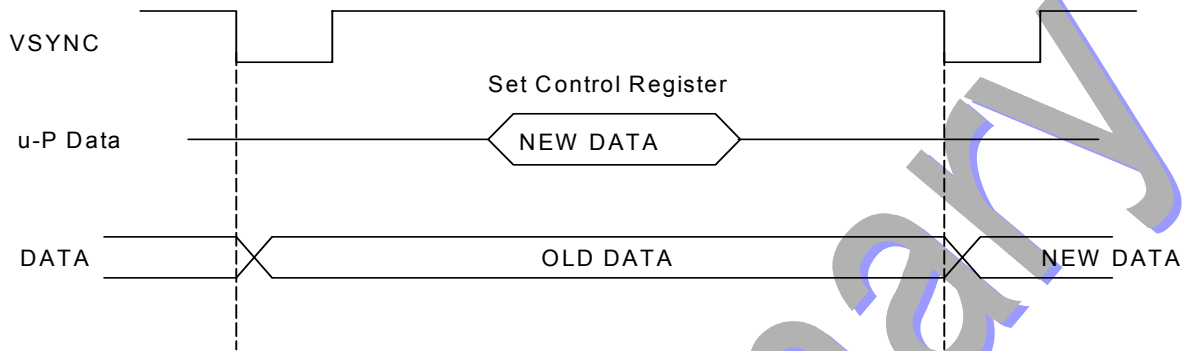 VSYNC
Set Control Register
u-P Data
NEW DATA
DATA
OLD DATA
NEW DATA